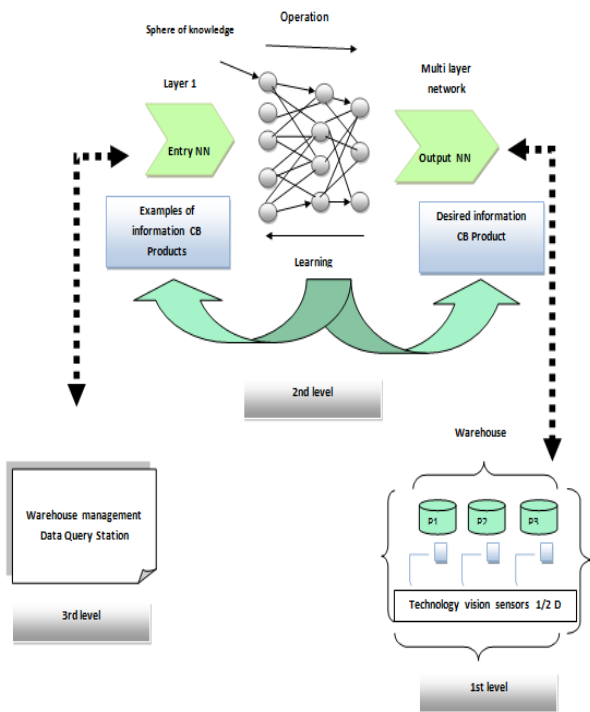 Operation
Sphere of knowledge
Layer 1
Multi layer
network
Entry NN
Output NN
Examples of
information CB
Products
Desired information
CB Product
Learning
2nd level
Warehouse
P1
P2
P3
Warehouse management
Data Query Station
Technology vision sensors 1/2 D
3rd level
1st level